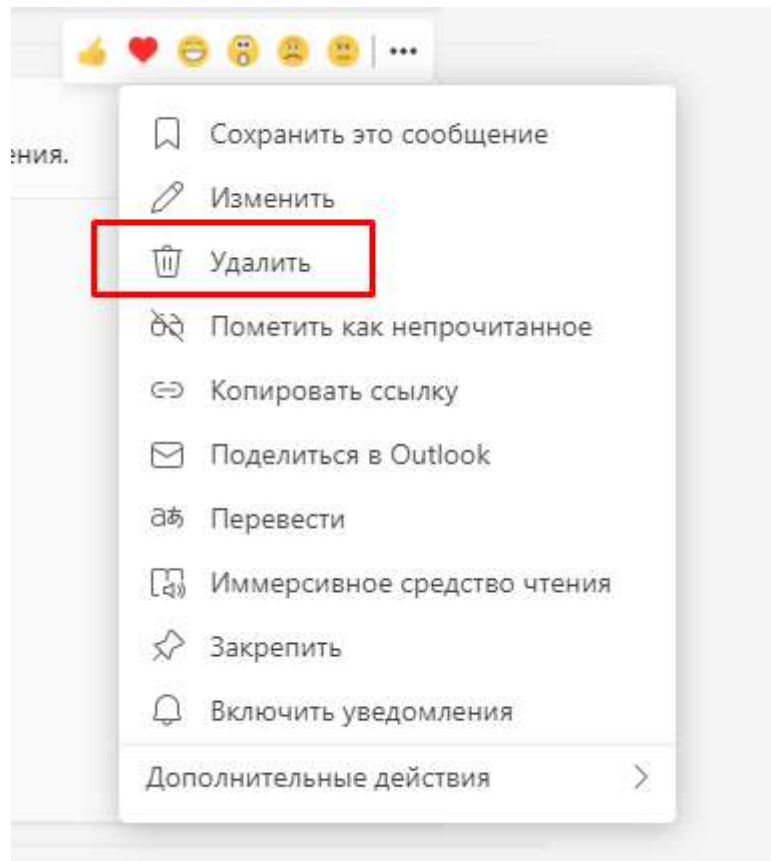 ения.
Сохранить это сообщение
Изменить
Удалить
Пометить как непрочитанное
Копировать ссылку
Поделиться в Outlook
Перевести
Иммерсивное средство чтения
Закрепить
Включить уведомления
Дополнительные действия